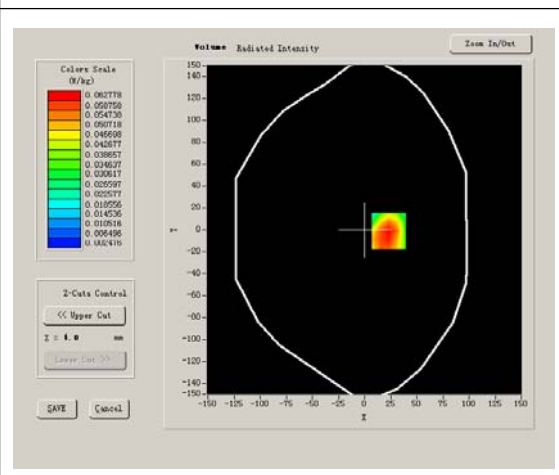 Volume Radiated Intensity
Zoom In/Out
Colors Scale
(W/kg)
0.062778
0.058758
0.054738
0.050718
0.046698
0.042677
0.038657
0.034637
0.030617
0.026597
0.022577
0.018556
0.014536
0.010516
0.006496
0.002476
Z-Cuts Control
<< Upper Cut
Z = 4.0 mm
Lower Cut >>
SAVE
Cancel
150
140
120
100
80
60
40
20
0
-20
-40
-60
-80
-100
-120
-140
-150
Y
-150 -125 -100 -75 -50 -25 0 25 50 75 100 125 150
X